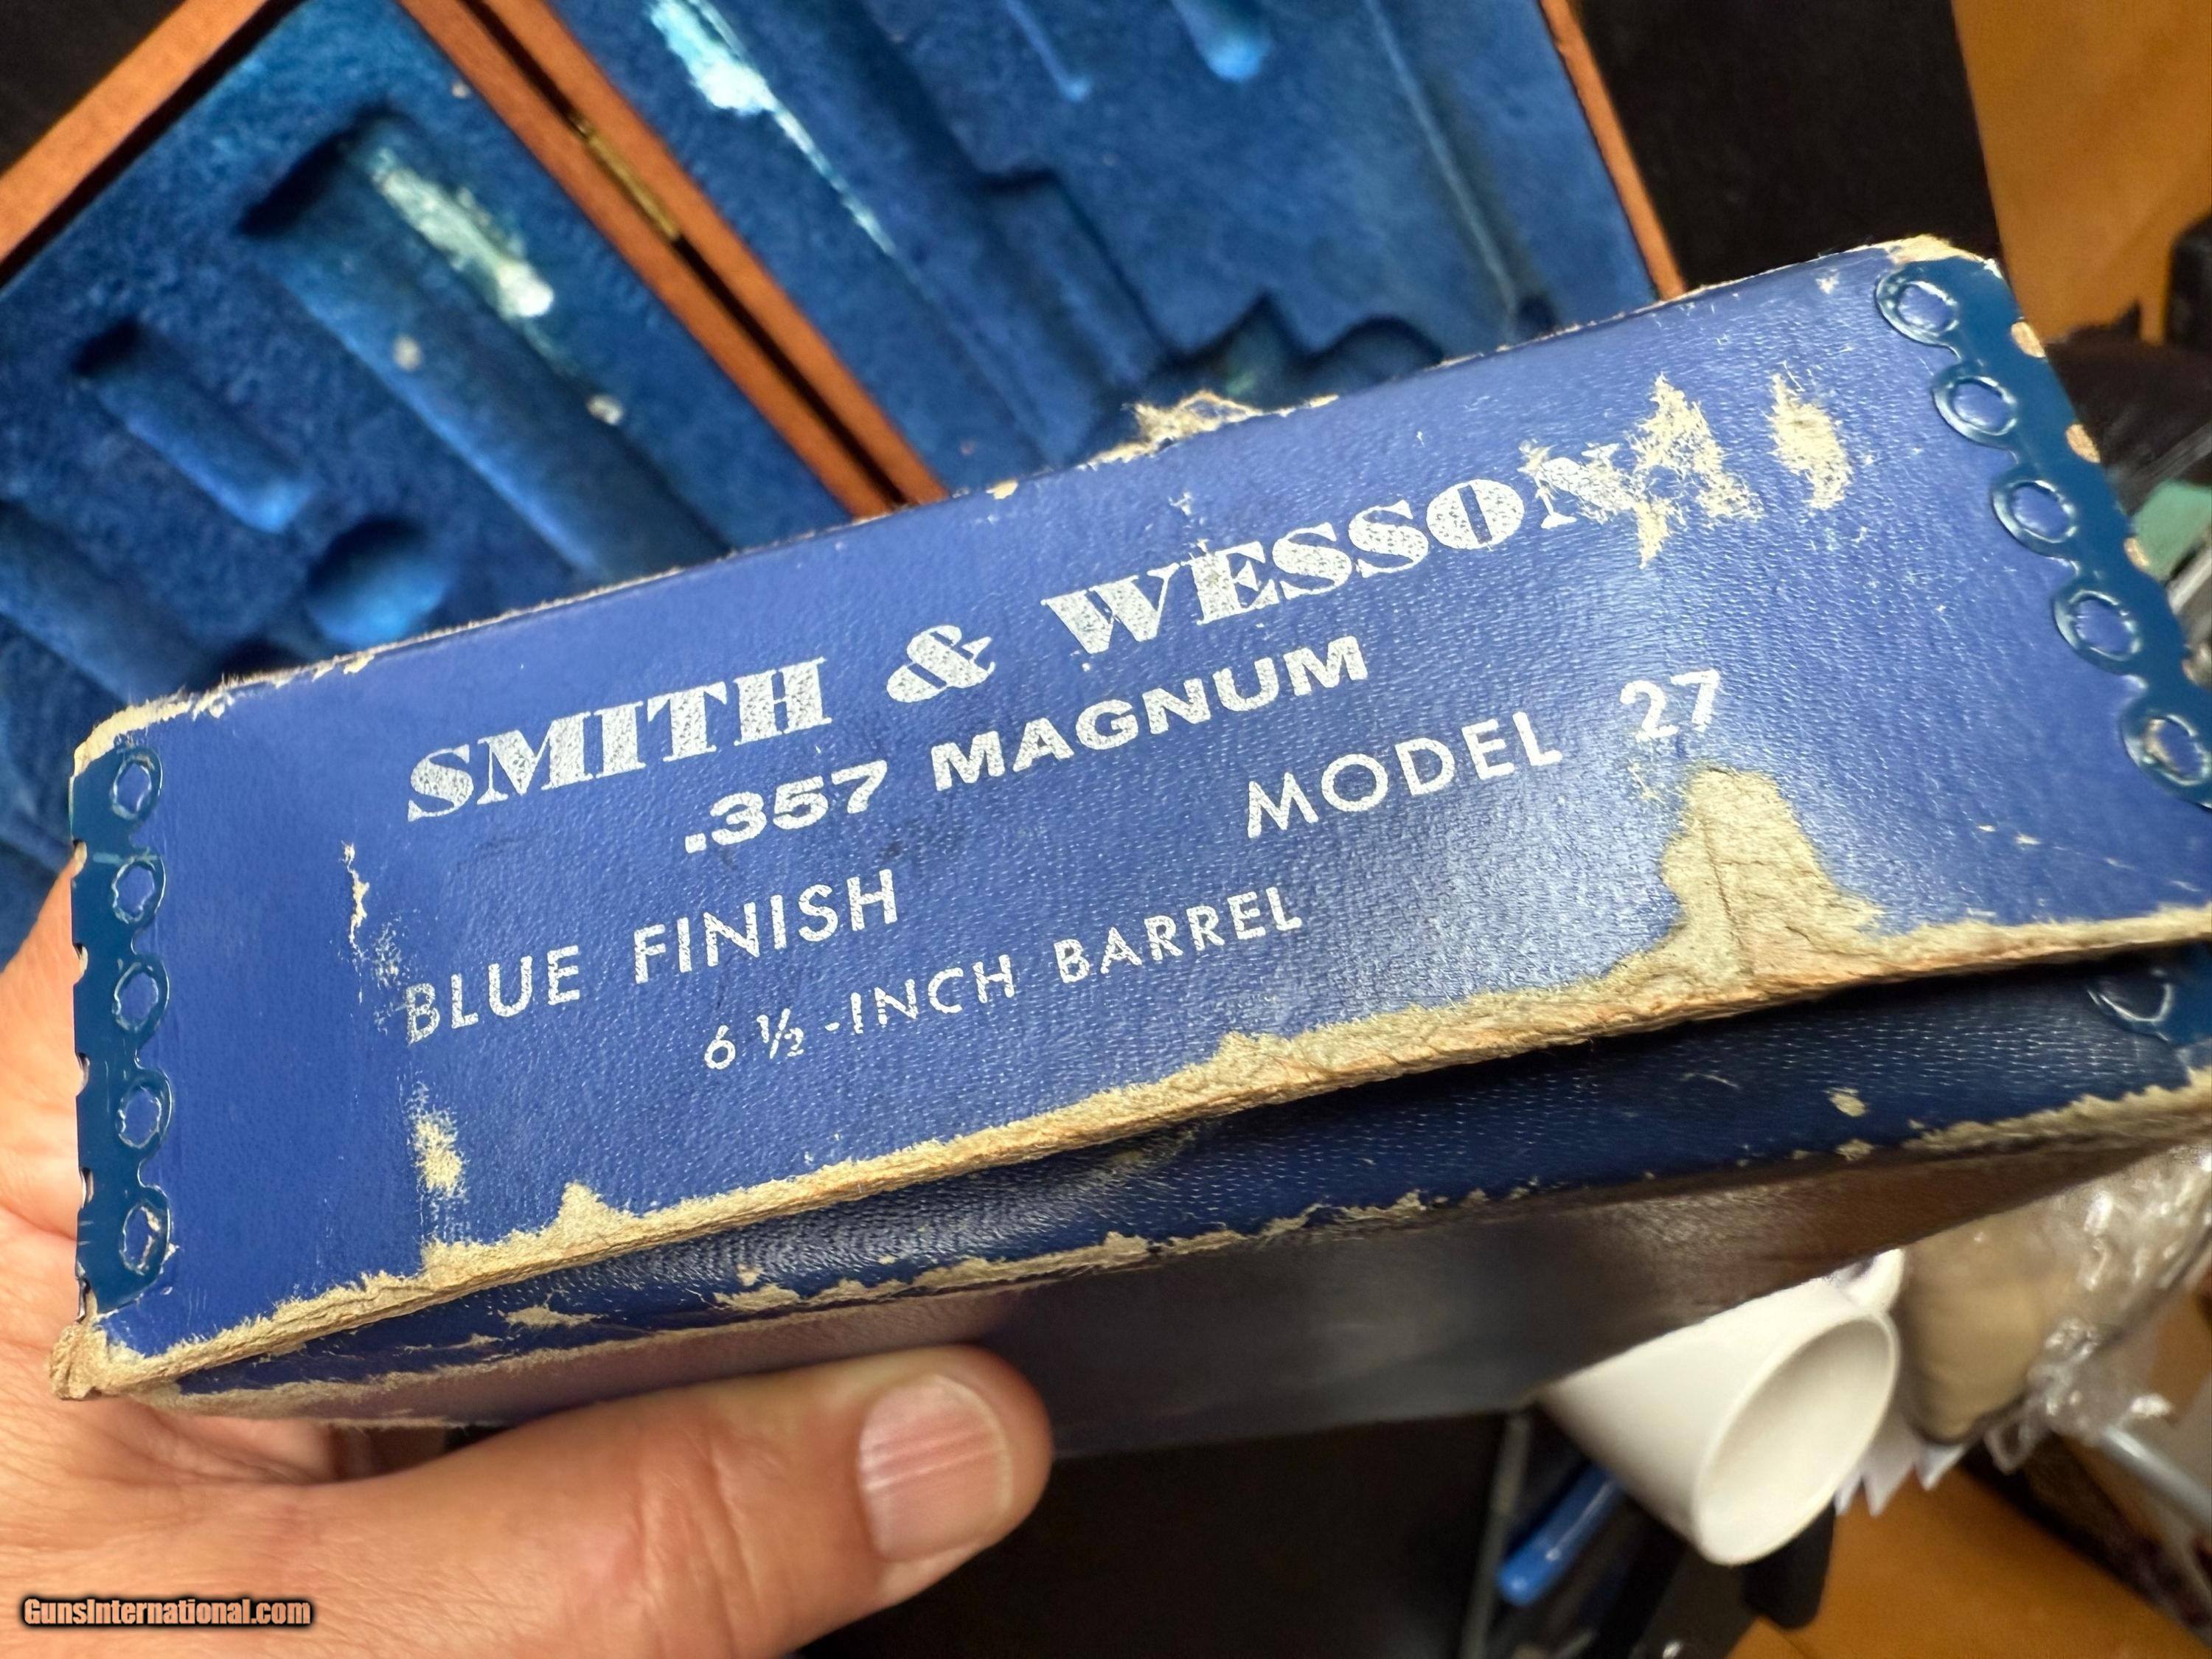 SMITH & WESSON
.357 MAGNUM
BLUE FINISH MODEL 27
6 ½-INCH BARREL
GunsInternational.com